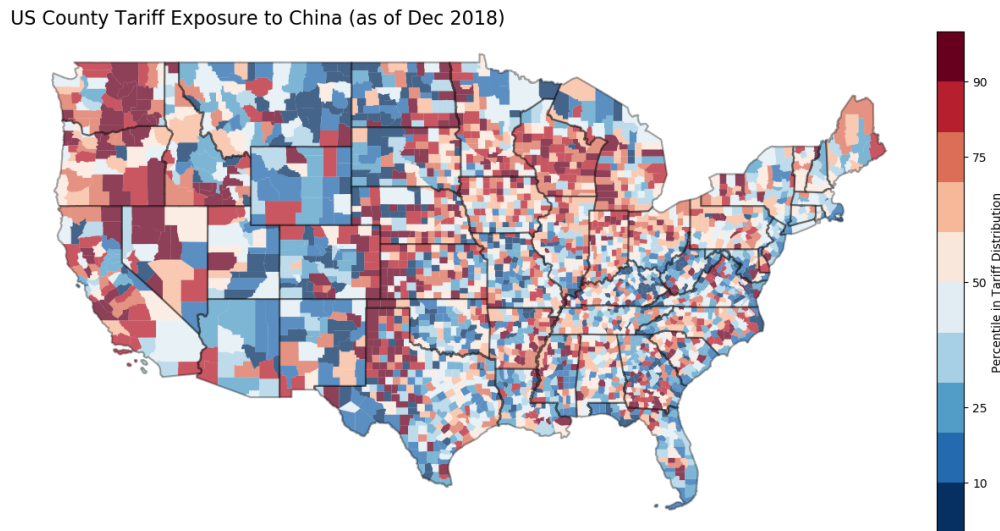 US County Tariff Exposure to China (as of Dec 2018)
90
75
50
25
10
Percentile in Tariff Distribution